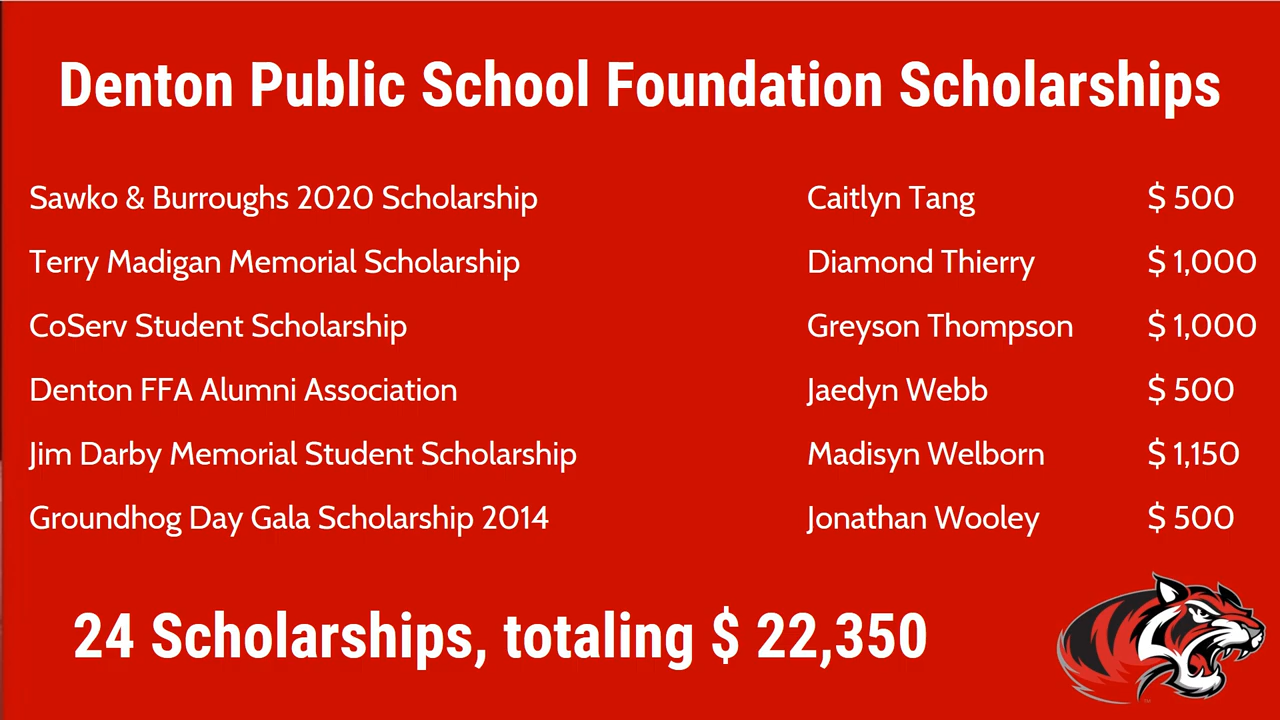 Denton Public School Foundation Scholarships
Sawko & Burroughs 2020 Scholarship Caitlyn Tang $ 500
Terry Madigan Memorial Scholarship Diamond Thierry $ 1,000
CoServ Student Scholarship Greyson Thompson $ 1,000
Denton FFA Alumni Association Jaedyn Webb $ 500
Jim Darby Memorial Student Scholarship Madisyn Welborn $ 1,150
Groundhog Day Gala Scholarship 2014 Jonathan Wooley $ 500
24 Scholarships, totaling $ 22,350